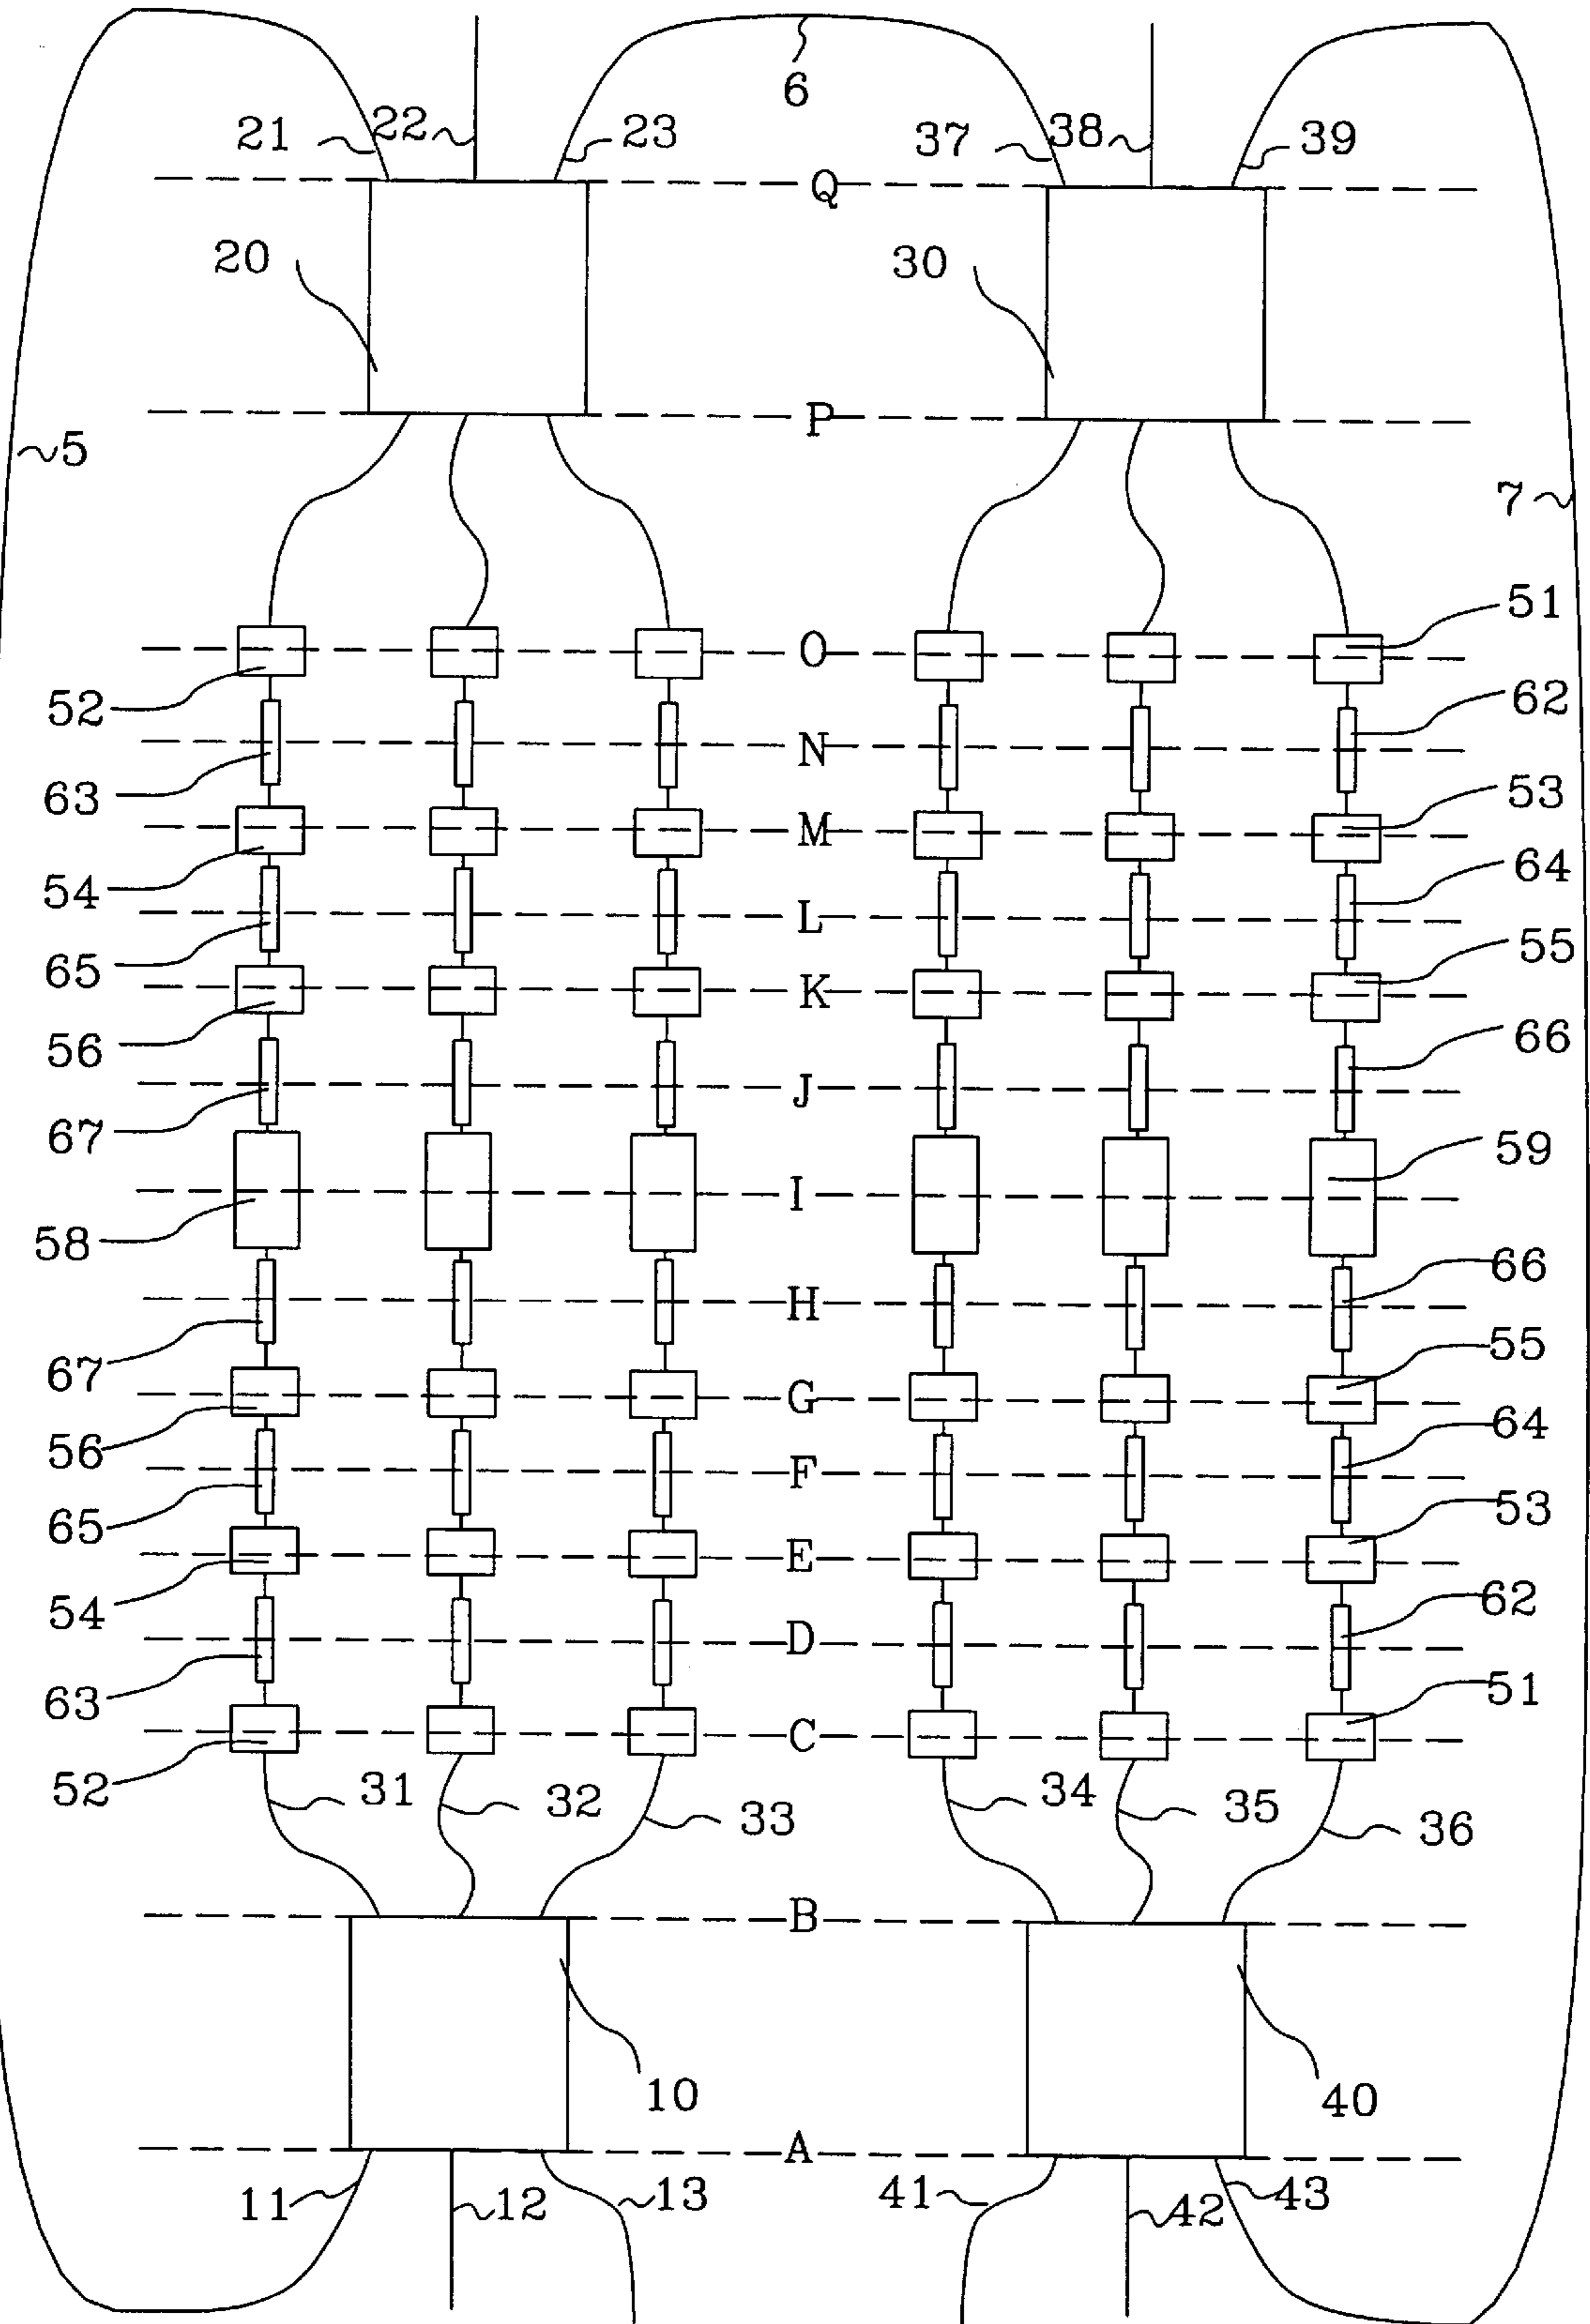 6
21 22 23 37 38 39
Q
20 30
P
5
7
O 51
52 62
N
63 53
M
54 64
L
65 55
K
56 66
J
67 59
I
58
H 66
67 55
G
56 64
F
65 53
E
54 62
D
63 51
C
52 31 32 33 34 35 36
B
10 40
A
11 12 13 41 42 43